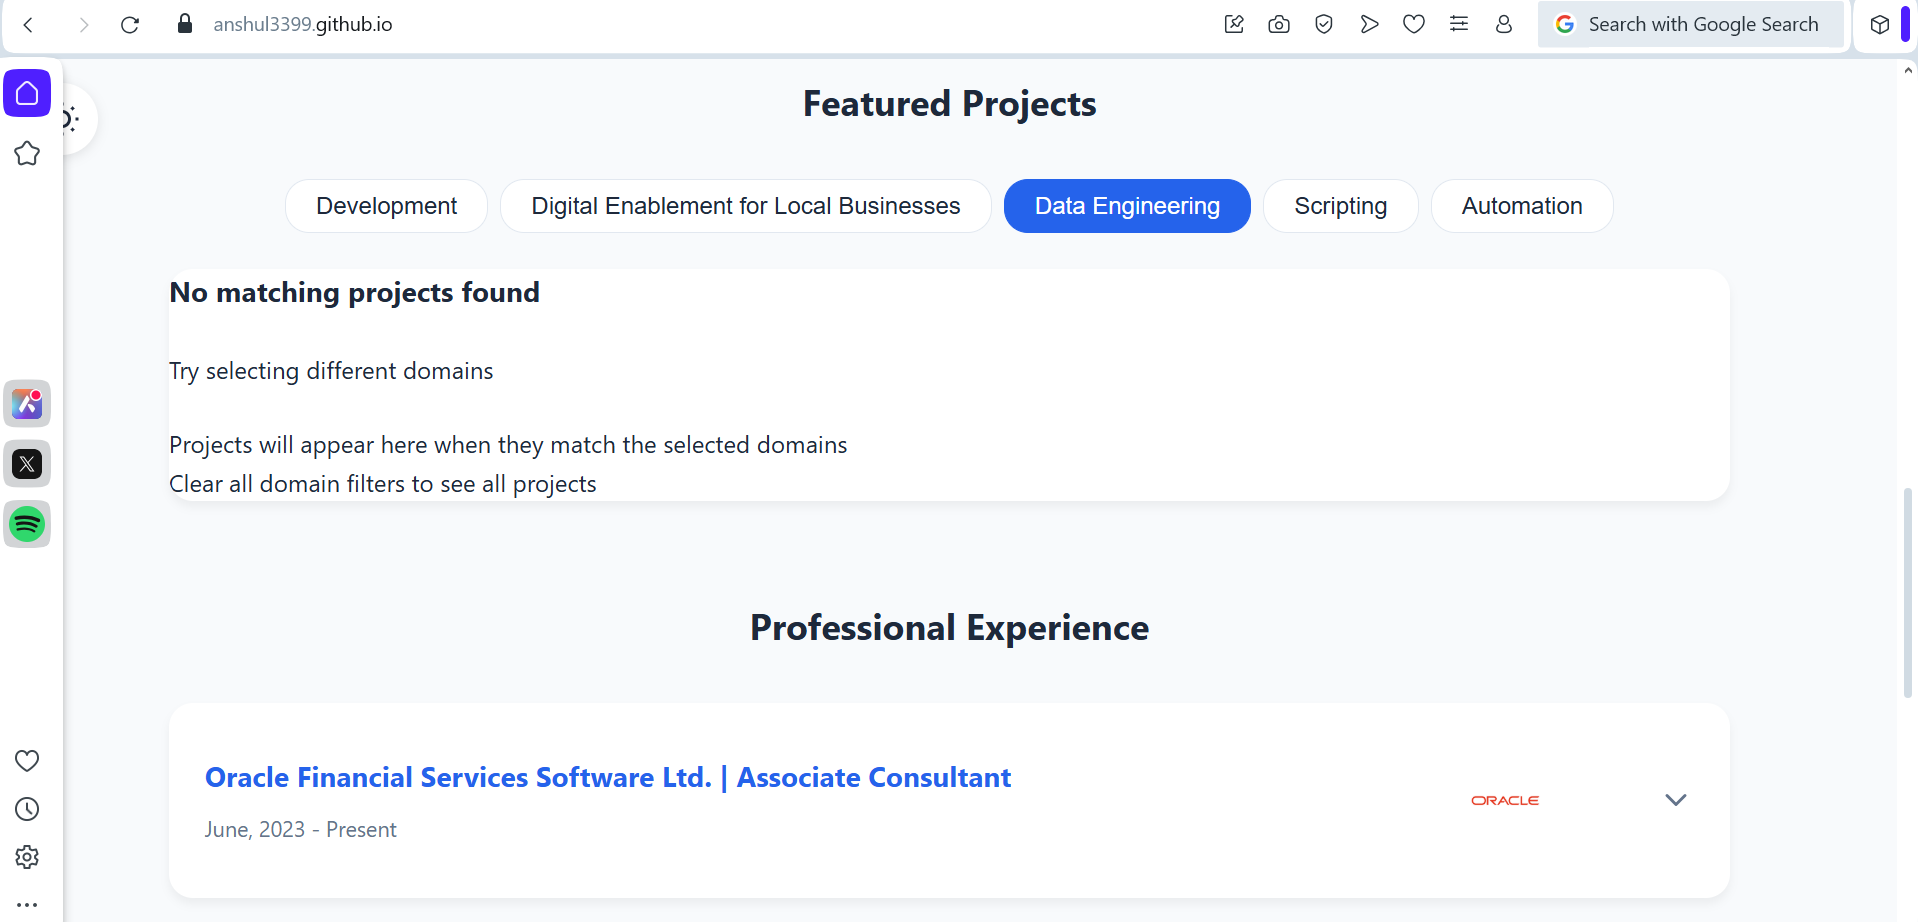 anshul3399.github.io
Search with Google Search
Featured Projects
Development
Digital Enablement for Local Businesses
Data Engineering
Scripting
Automation
No matching projects found
Try selecting different domains
Projects will appear here when they match the selected domains
Clear all domain filters to see all projects
Professional Experience
Oracle Financial Services Software Ltd. | Associate Consultant
ORACLE
June, 2023 - Present